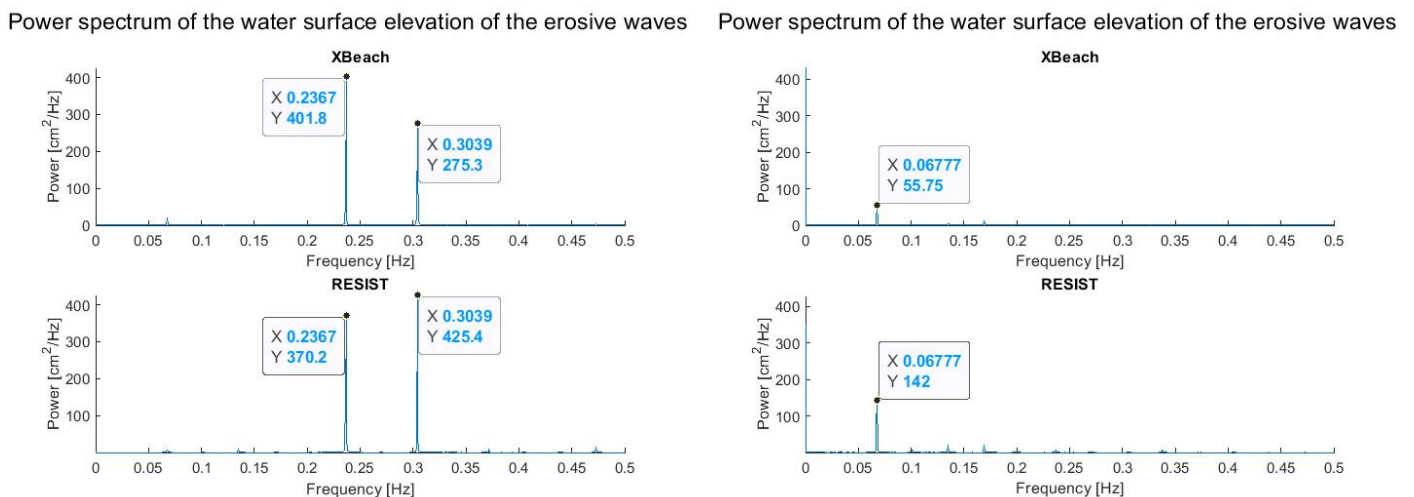 Power spectrum of the water surface elevation of the erosive waves
XBeach
Power [cm²/Hz]
400
300
200
100
0
X 0.2367
Y 401.8
X 0.3039
Y 275.3
0 0.05 0.1 0.15 0.2 0.25 0.3 0.35 0.4 0.45 0.5
Frequency [Hz]
RESIST
Power [cm²/Hz]
400
300
200
100
X 0.2367
Y 370.2
X 0.3039
Y 425.4
0 0.05 0.1 0.15 0.2 0.25 0.3 0.35 0.4 0.45 0.5
Frequency [Hz]
Power spectrum of the water surface elevation of the erosive waves
XBeach
Power [cm²/Hz]
400
300
200
100
0
X 0.06777
Y 55.75
0 0.05 0.1 0.15 0.2 0.25 0.3 0.35 0.4 0.45 0.5
Frequency [Hz]
RESIST
Power [cm²/Hz]
400
300
200
100
X 0.06777
Y 142
0 0.05 0.1 0.15 0.2 0.25 0.3 0.35 0.4 0.45 0.5
Frequency [Hz]